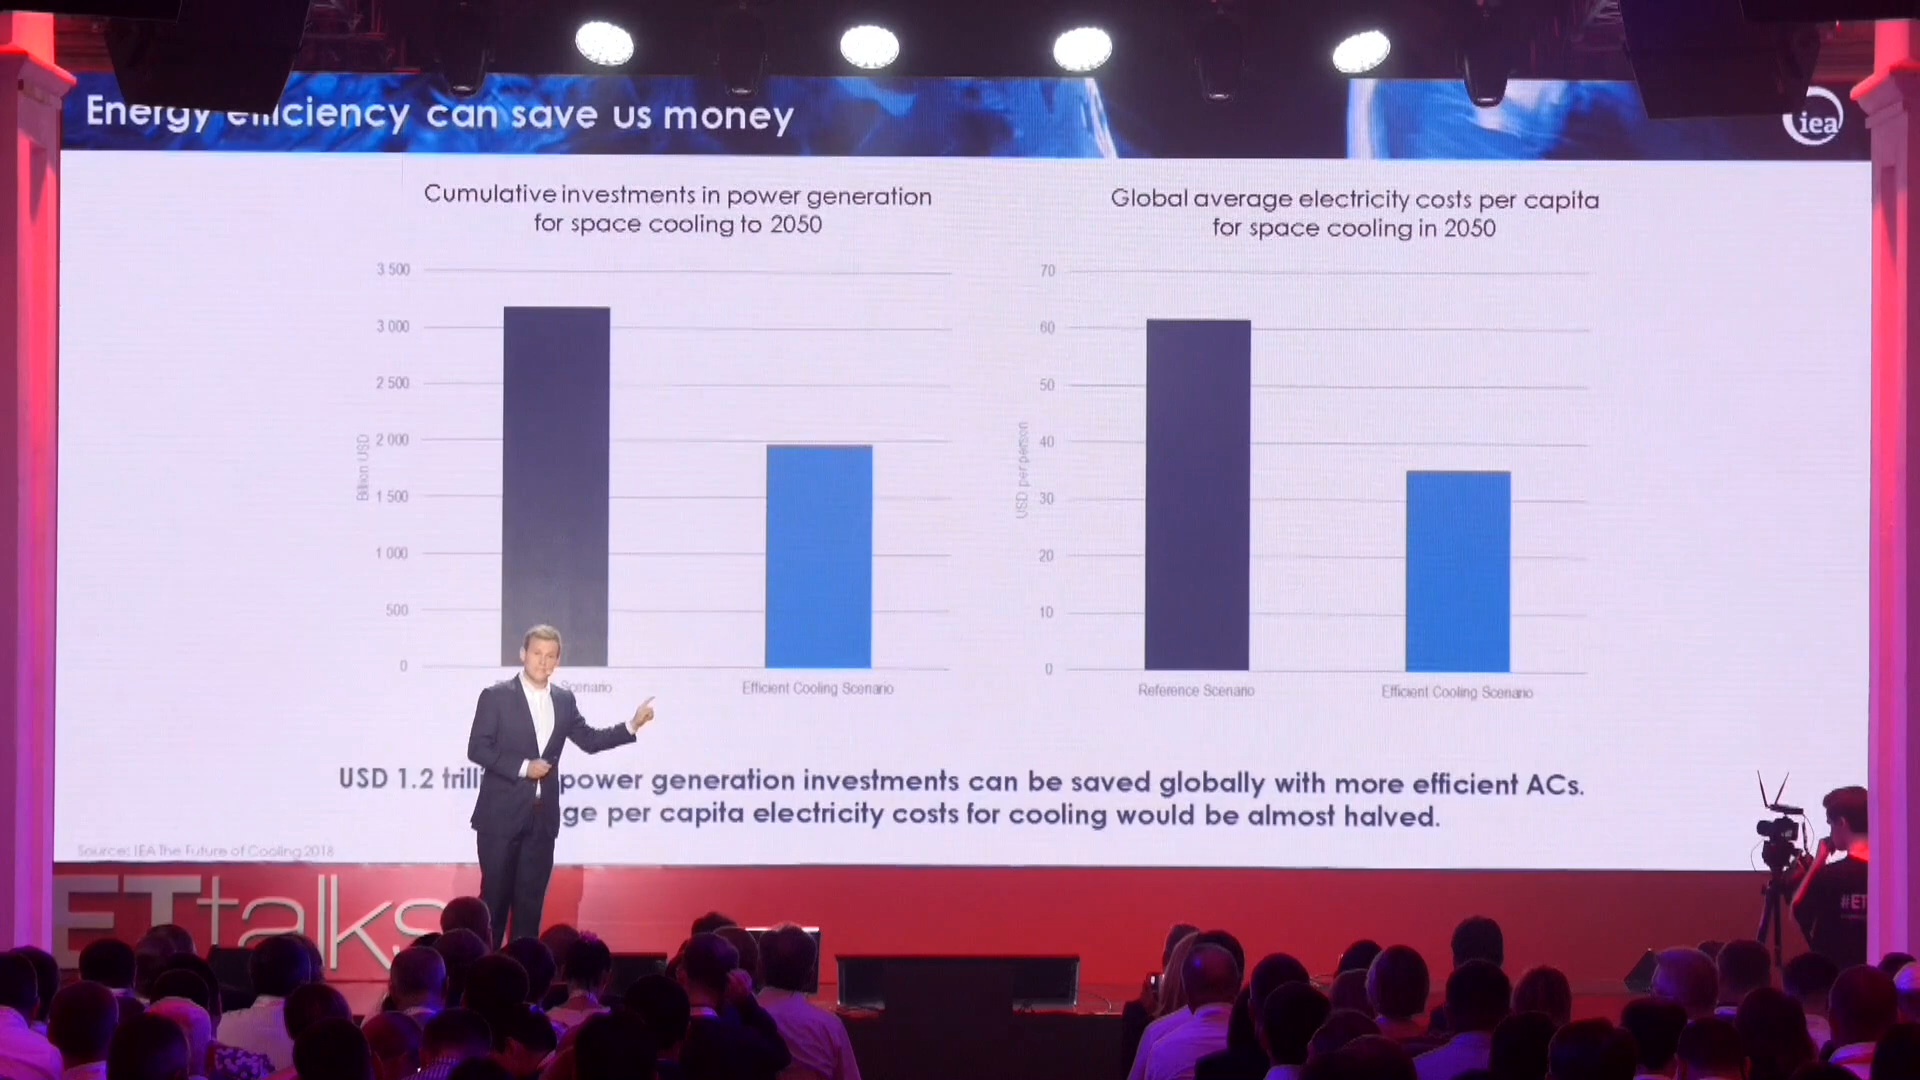 Energy efficiency can save us money
iea
Cumulative investments in power generation
for space cooling to 2050
3 500
3 000
2 500
2 000
1 500
1 000
500
0
Billion USD
Scenario
Efficient Cooling Scenario
Global average electricity costs per capita
for space cooling in 2050
70
60
50
40
30
20
10
0
USD per person
Reference Scenario
Efficient Cooling Scenario
USD 1.2 trill power generation investments can be saved globally with more efficient ACs.
ge per capita electricity costs for cooling would be almost halved.
Source: IEA The Future of Cooling 2018
ETtalks
#ET